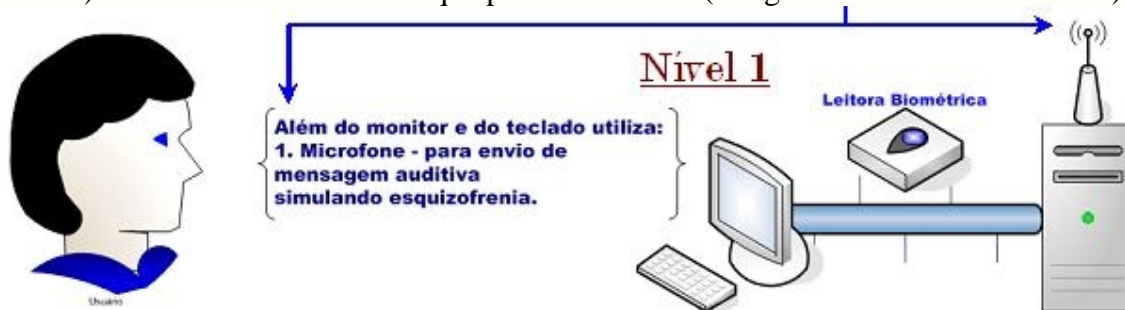 Nível 1
Leitora Biométrica
Além do monitor e do teclado utiliza:
1. Microfone - para envio de
mensagem auditiva
simulando esquizofrenia.
Usuário